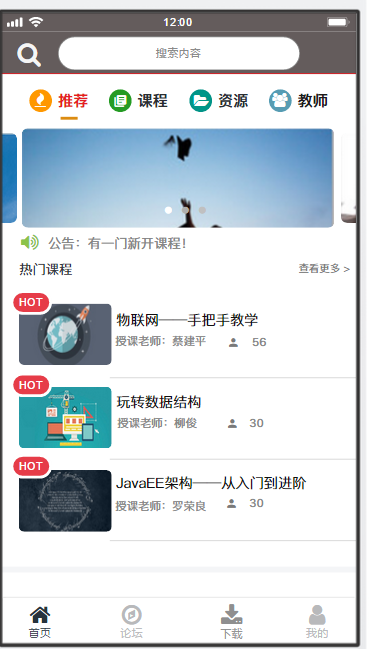 12:00
搜索内容
推荐 课程 资源 教师
公告：有一门新开课程！
热门课程 查看更多 >
HOT
物联网——手把手教学
授课老师：蔡建平 56
HOT
玩转数据结构
授课老师：柳俊 30
HOT
JavaEE架构——从入门到进阶
授课老师：罗荣良 30
首页 论坛 下载 我的